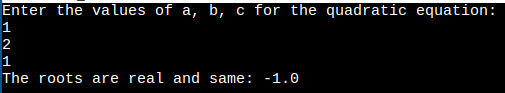 Enter the values of a, b, c for the quadratic equation:
1
2
1
The roots are real and same: -1.0